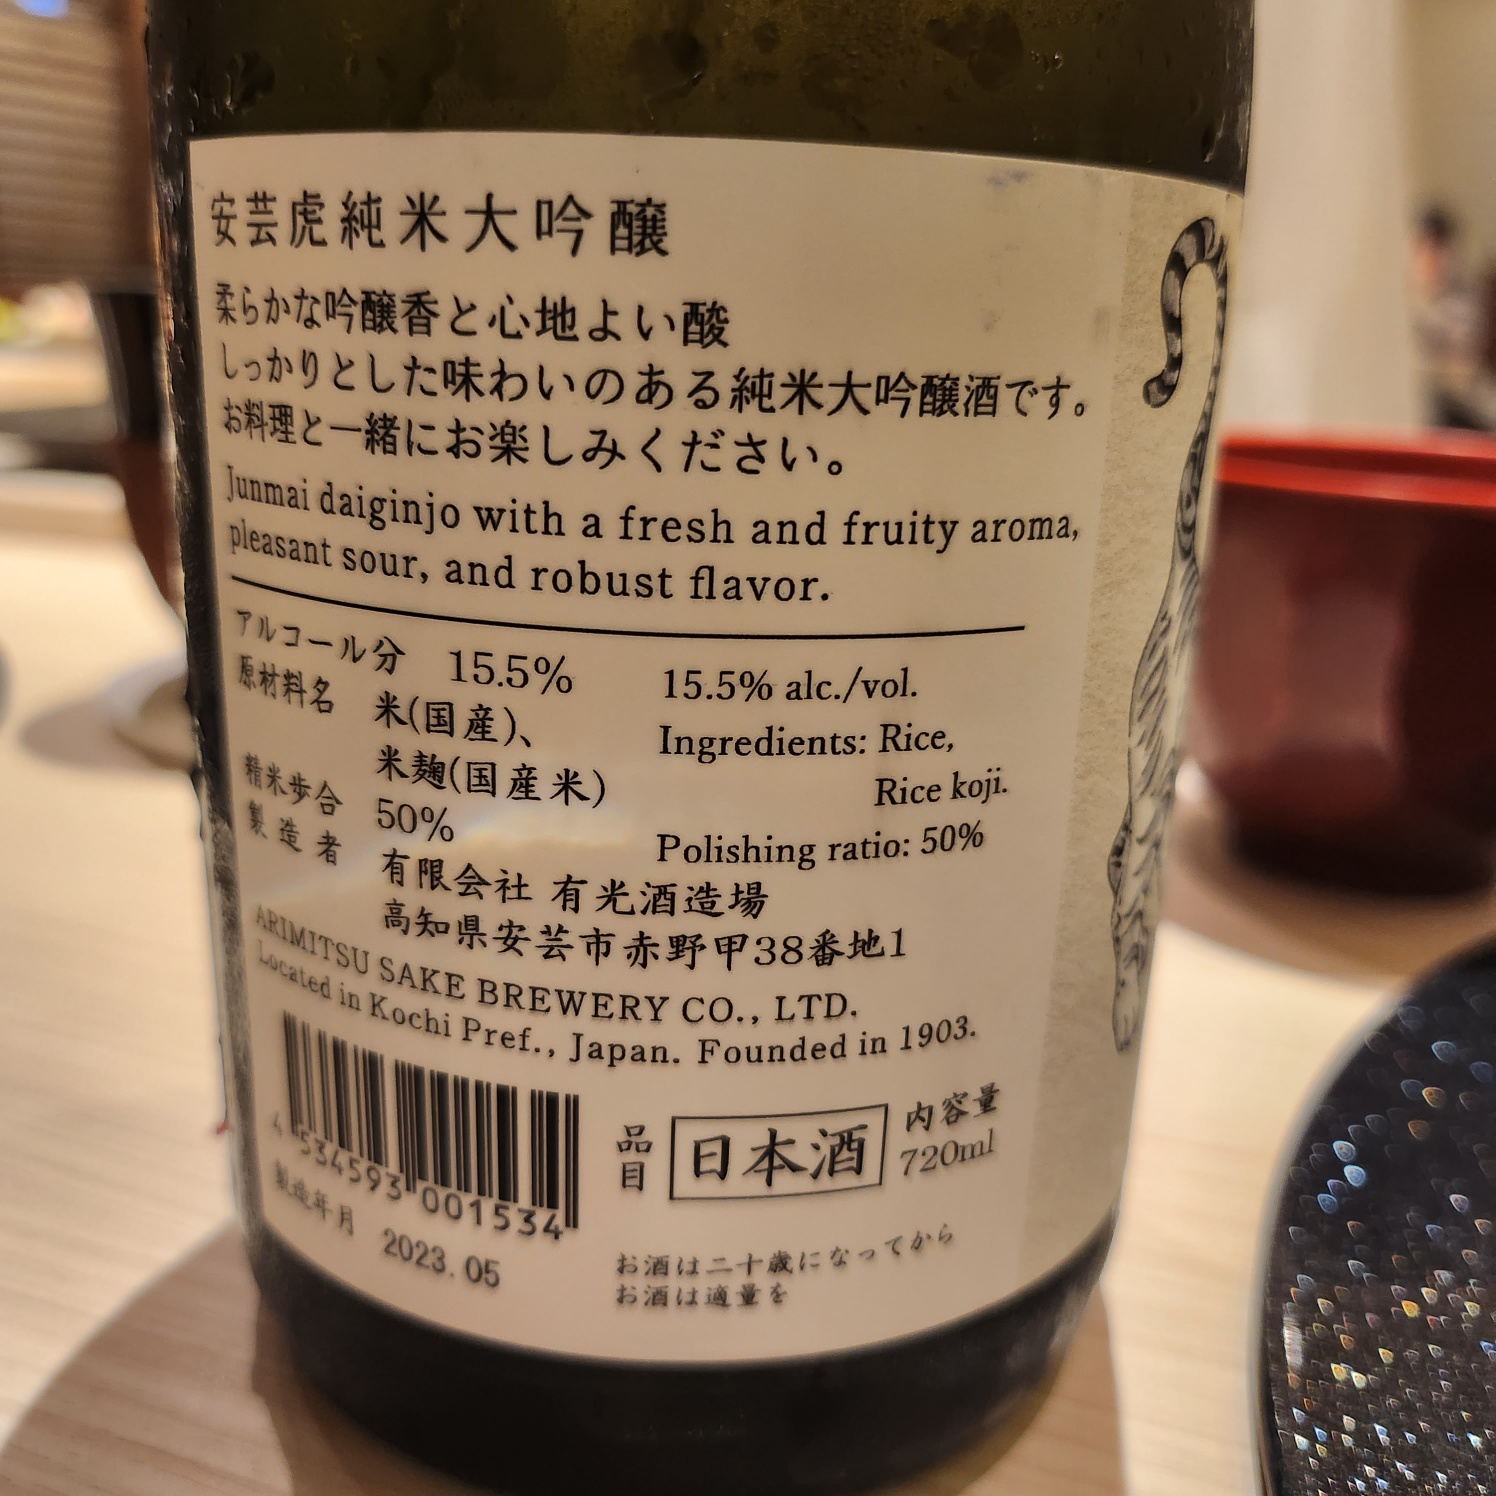 安芸虎純米大吟醸
柔らかな吟醸香と心地よい酸
しっかりとした味わいのある純米大吟醸酒です。
お料理と一緒にお楽しみください。
Junmai daiginjo with a fresh and fruity aroma,
pleasant sour, and robust flavor.
アルコール分 15.5%
原材料名 米(国産)、
米麹(国産米)
精米歩合 50%
15.5% alc./vol.
Ingredients: Rice,
Rice koji.
Polishing ratio: 50%
製造者 有限会社 有光酒造場
高知県安芸市赤野甲38番地1
ARIMITSU SAKE BREWERY CO., LTD.
Located in Kochi Pref., Japan. Founded in 1903.
4 534593 001534
製造年月 2023.05
品目 日本酒
内容量
720ml
お酒は二十歳になってから
お酒は適量を